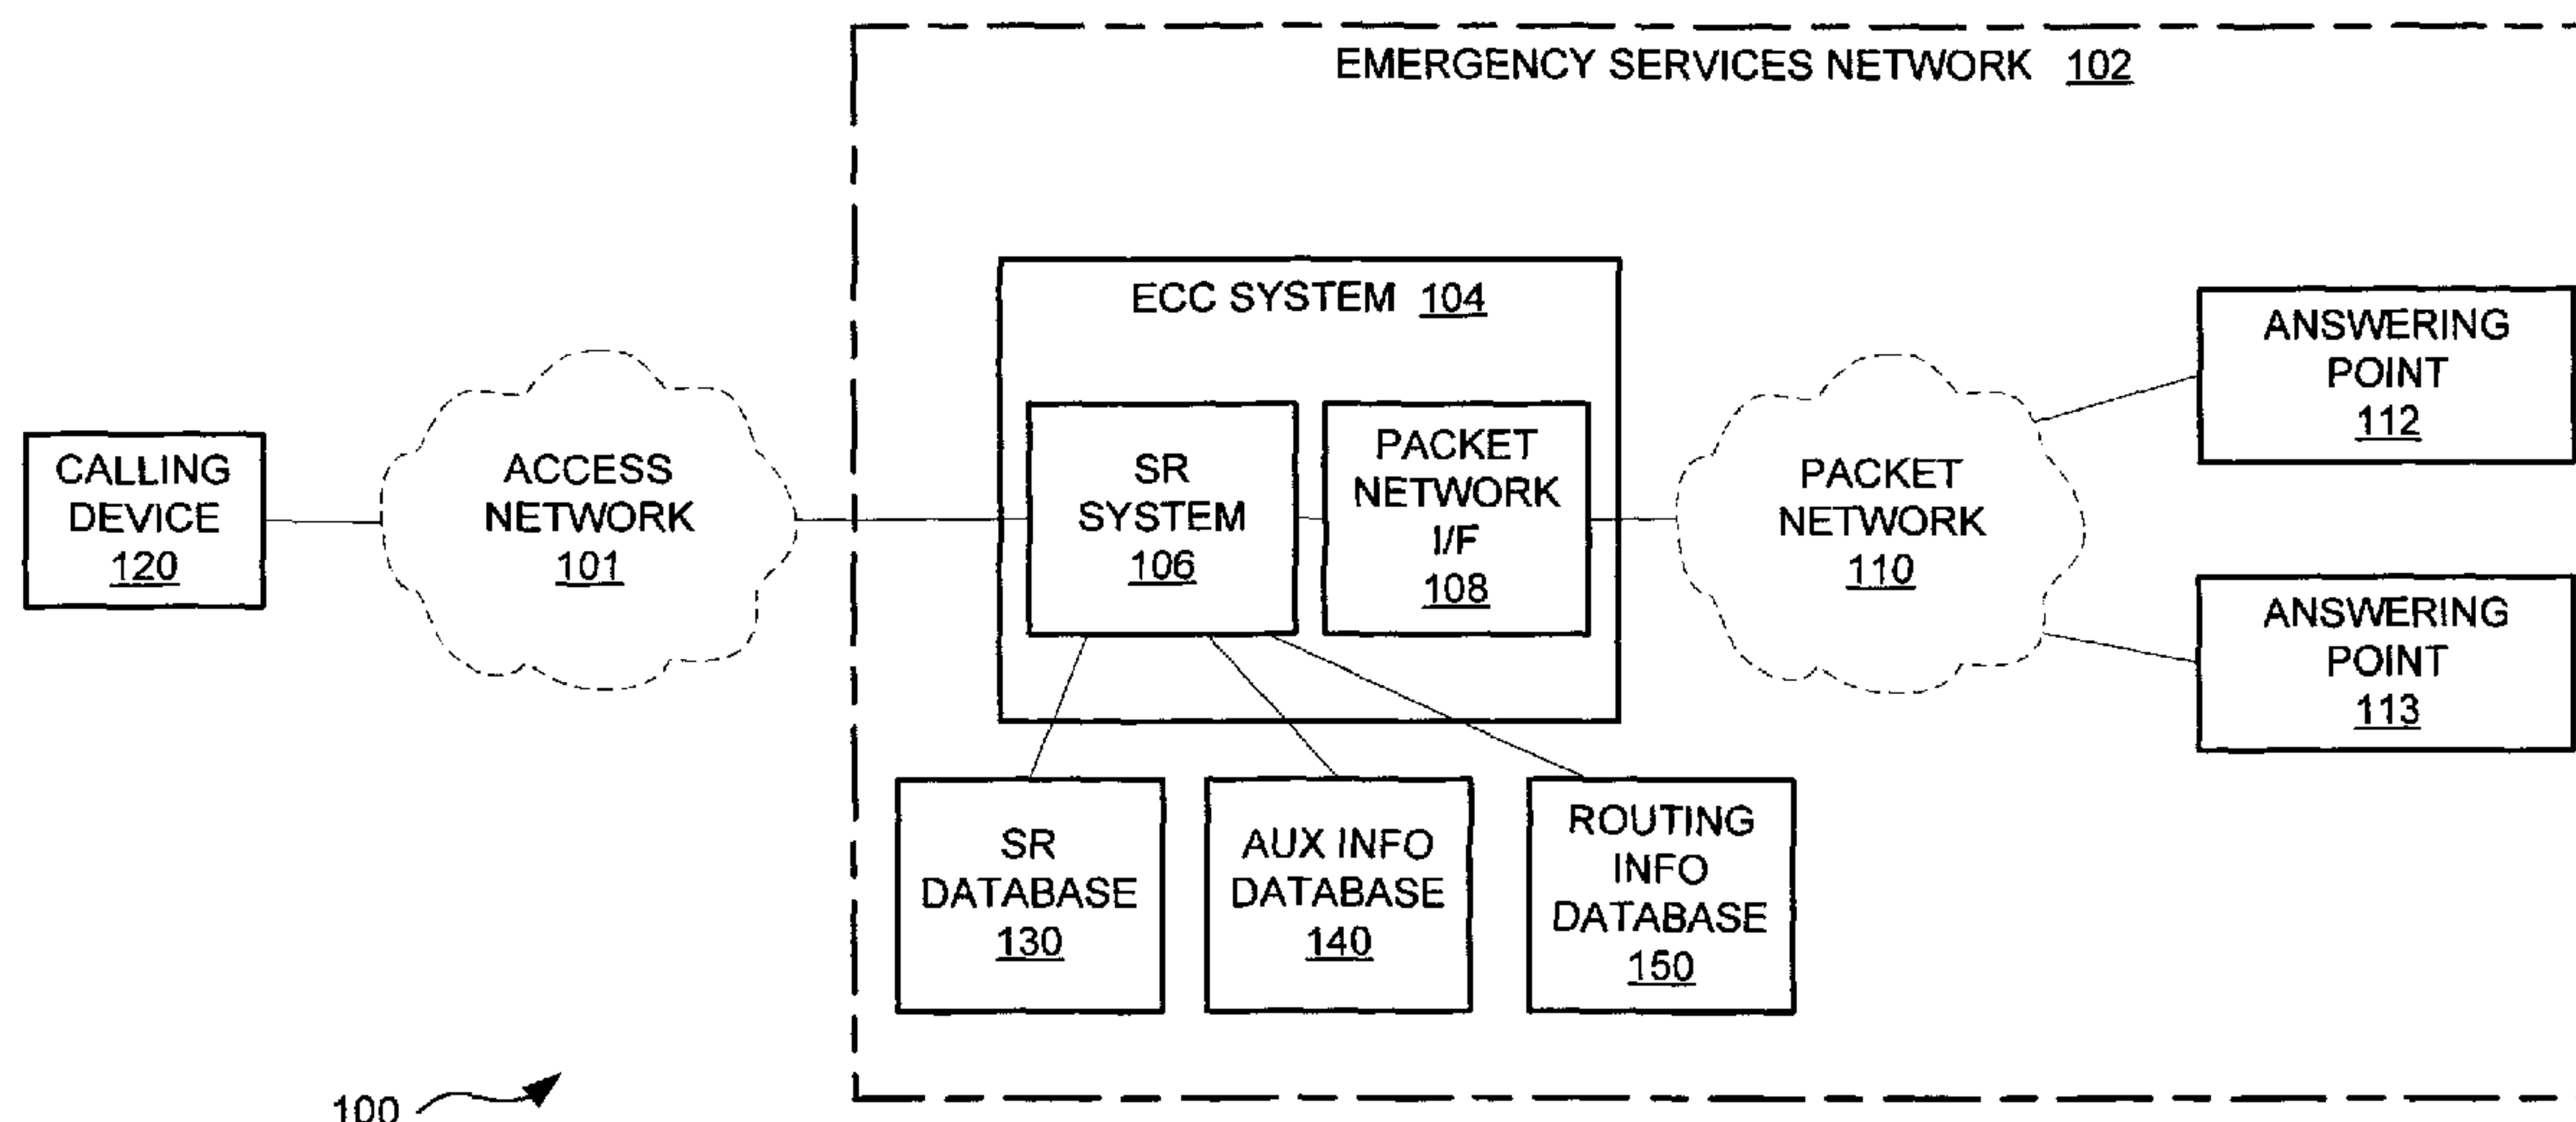 EMERGENCY SERVICES NETWORK 102
ECC SYSTEM 104
CALLING
DEVICE
120
ACCESS
NETWORK
101
SR
SYSTEM
106
PACKET
NETWORK
I/F
108
PACKET
NETWORK
110
ANSWERING
POINT
112
ANSWERING
POINT
113
SR
DATABASE
130
AUX INFO
DATABASE
140
ROUTING
INFO
DATABASE
150
100